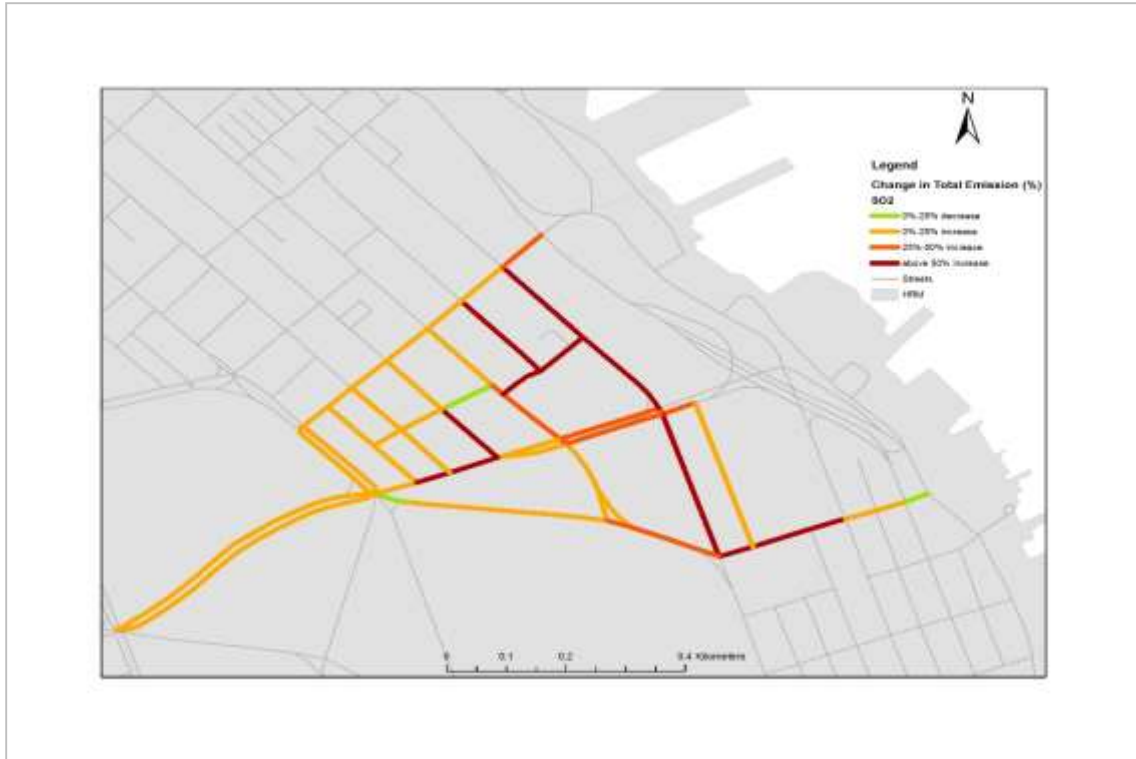 N
Legend
Change in Total Emission (%)
SO2
0%-25% decrease
0%-25% increase
25%-50% increase
above 50% increase
Streets
HRM
0 0.1 0.2 0.4 Kilometers